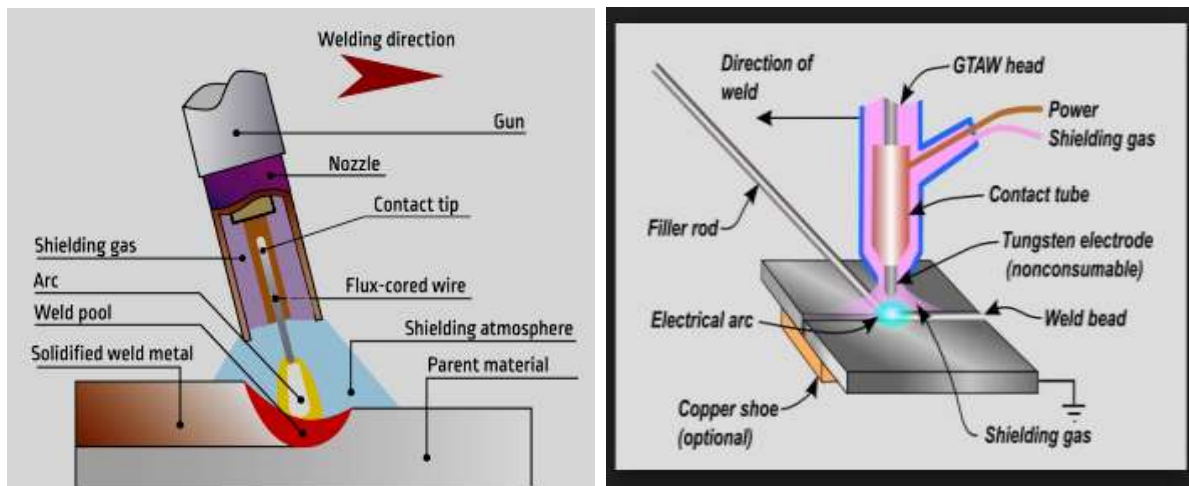 Welding direction
Gun
Nozzle
Contact tip
Shielding gas
Arc
Flux-cored wire
Weld pool
Shielding atmosphere
Solidified weld metal
Parent material
Direction of
weld
GTAW head
Power
Shielding gas
Contact tube
Filler rod
Tungsten electrode
(nonconsumable)
Electrical arc
Weld bead
Copper shoe
(optional)
Shielding gas